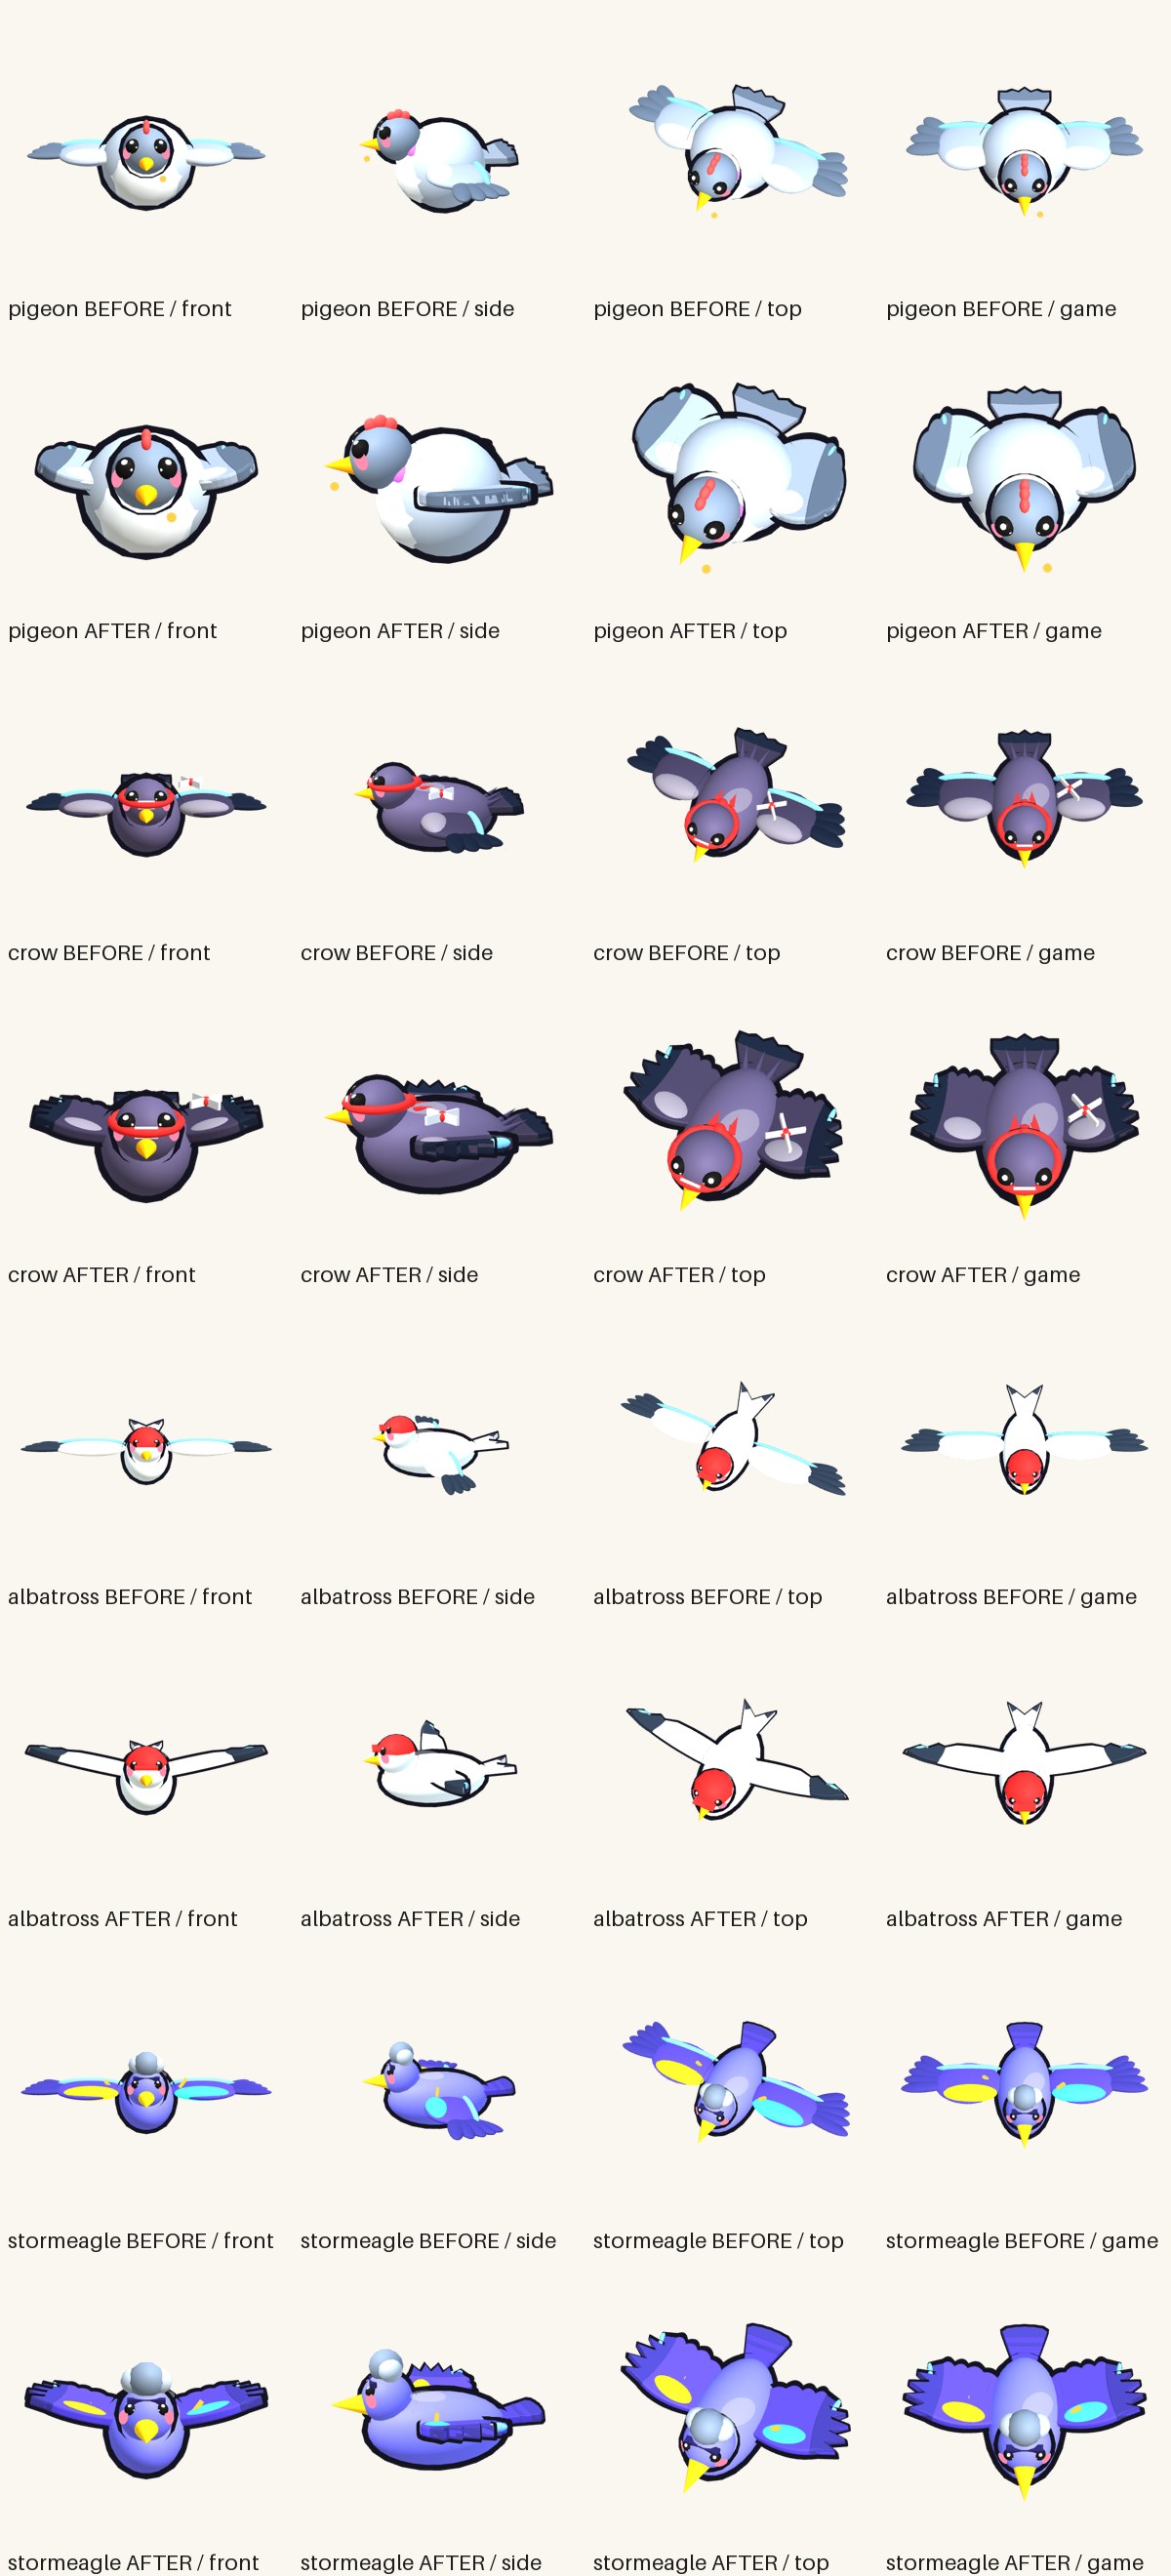 pigeon BEFORE / front
pigeon BEFORE / side
pigeon BEFORE / top
pigeon BEFORE / game
pigeon AFTER / front
pigeon AFTER / side
pigeon AFTER / top
pigeon AFTER / game
crow BEFORE / front
crow BEFORE / side
crow BEFORE / top
crow BEFORE / game
crow AFTER / front
crow AFTER / side
crow AFTER / top
crow AFTER / game
albatross BEFORE / front
albatross BEFORE / side
albatross BEFORE / top
albatross BEFORE / game
albatross AFTER / front
albatross AFTER / side
albatross AFTER / top
albatross AFTER / game
stormeagle BEFORE / front
stormeagle BEFORE / side
stormeagle BEFORE / top
stormeagle BEFORE / game
stormeagle AFTER / front
stormeagle AFTER / side
stormeagle AFTER / top
stormeagle AFTER / game